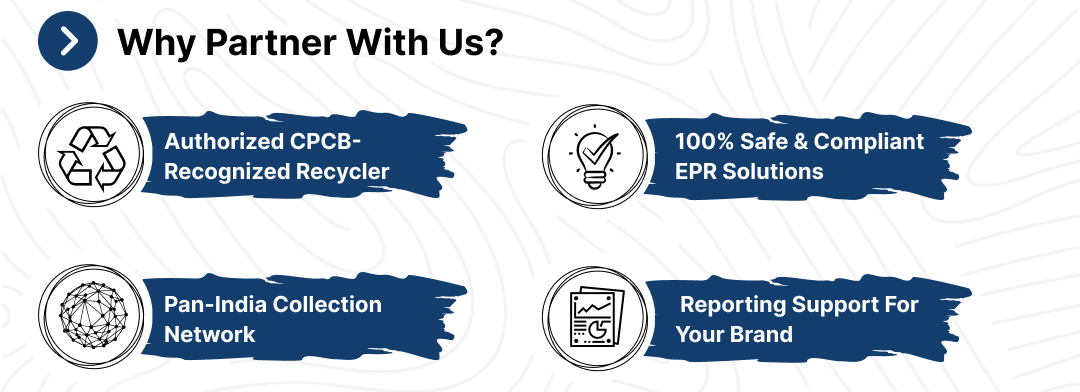 Why Partner With Us?
Authorized CPCB-
Recognized Recycler
100% Safe & Compliant
EPR Solutions
Pan-India Collection
Network
Reporting Support For
Your Brand